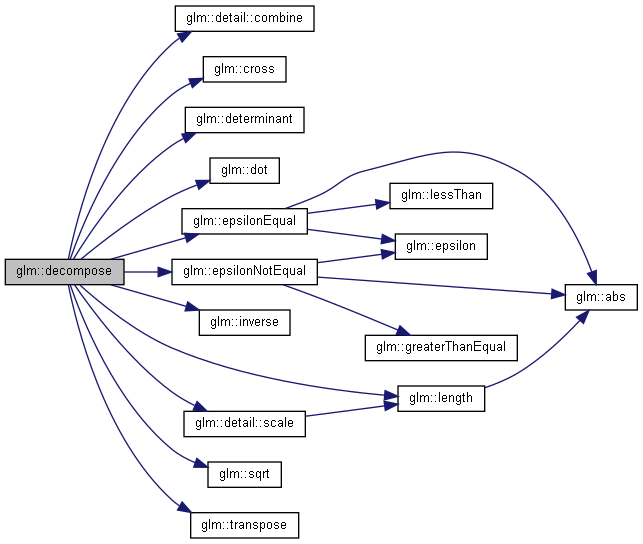 glm::detail::combine
glm::cross
glm::determinant
glm::dot
glm::lessThan
glm::epsilonEqual
glm::epsilon
glm::decompose
glm::epsilonNotEqual
glm::abs
glm::inverse
glm::greaterThanEqual
glm::length
glm::detail::scale
glm::sqrt
glm::transpose